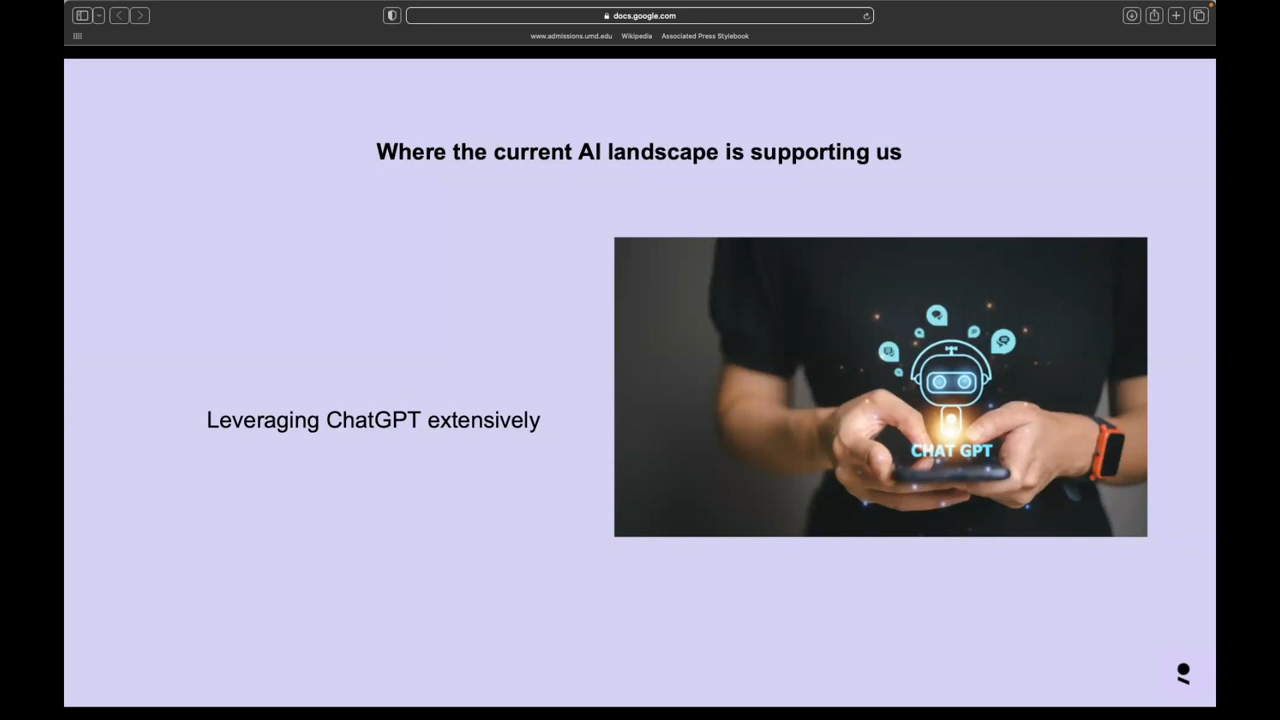 docs.google.com
www.admissions.umd.edu Wikipedia Associated Press Stylebook
Where the current AI landscape is supporting us
Leveraging ChatGPT extensively
CHAT GPT